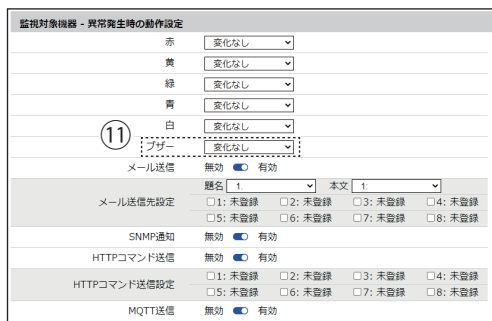 監視対象機器 - 異常発生時の動作設定
赤 変化なし
黄 変化なし
緑 変化なし
青 変化なし
白 変化なし
⑪ ブザー 変化なし
メール送信 無効 有効
題名 1: 本文 1:
メール送信先設定 1: 未登録 2: 未登録 3: 未登録 4: 未登録
5: 未登録 6: 未登録 7: 未登録 8: 未登録
SNMP通知 無効 有効
HTTPコマンド送信 無効 有効
HTTPコマンド送信設定 1: 未登録 2: 未登録 3: 未登録 4: 未登録
5: 未登録 6: 未登録 7: 未登録 8: 未登録
MQTT送信 無効 有効